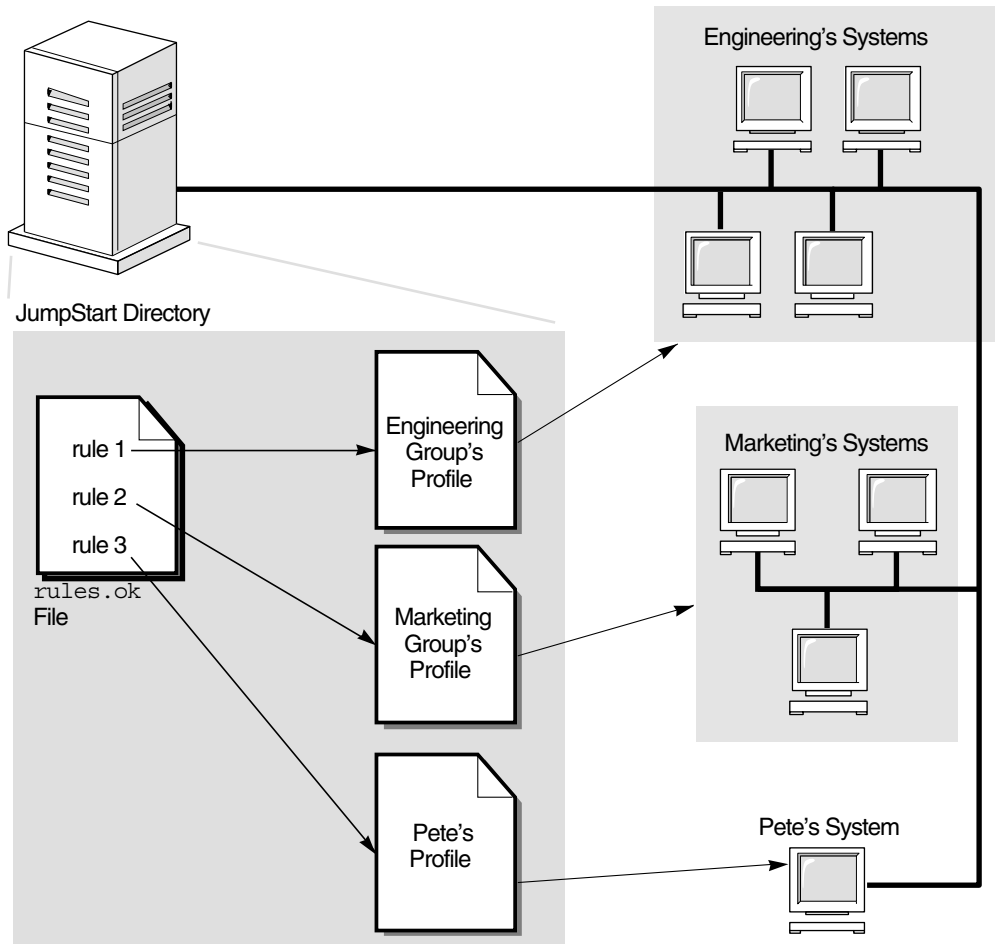 Engineering's Systems
JumpStart Directory
rule 1
rule 2
rule 3
rules.ok
File
Engineering
Group's
Profile
Marketing
Group's
Profile
Pete's
Profile
Marketing's Systems
Pete's System